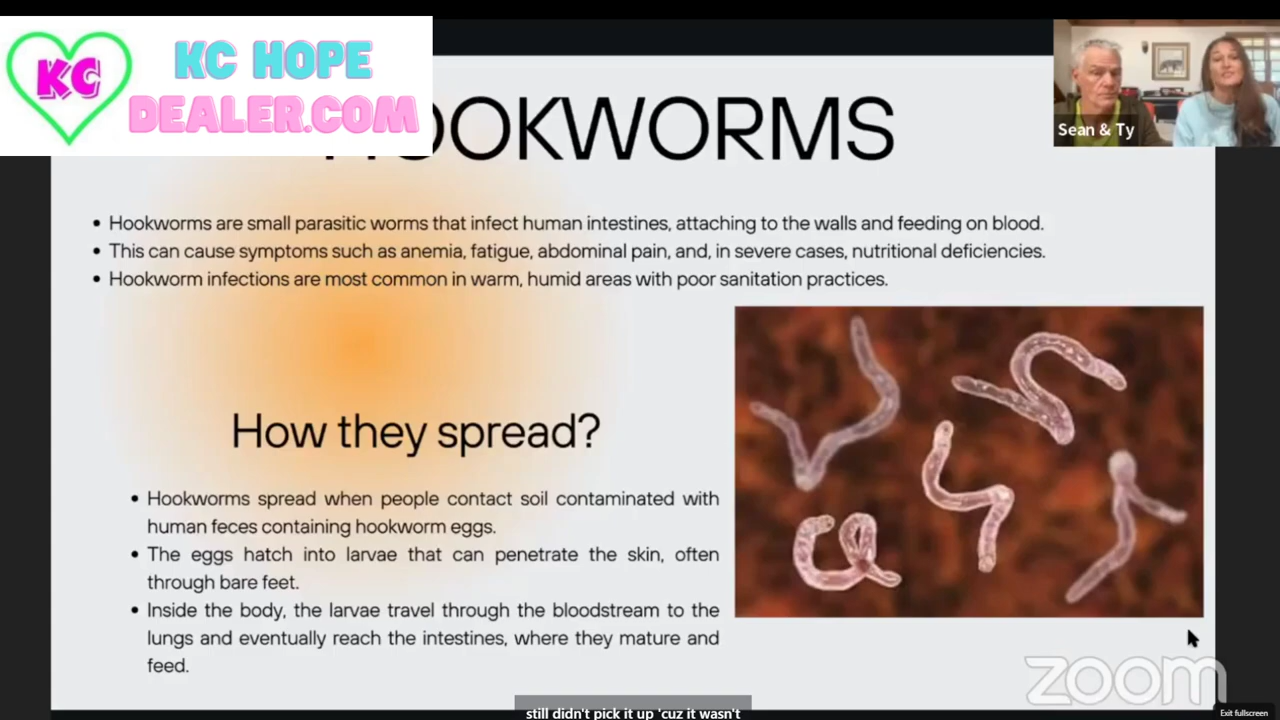 KC
KC HOPE
DEALER.COM
HOOKWORMS
Sean & Ty
• Hookworms are small parasitic worms that infect human intestines, attaching to the walls and feeding on blood.
• This can cause symptoms such as anemia, fatigue, abdominal pain, and, in severe cases, nutritional deficiencies.
• Hookworm infections are most common in warm, humid areas with poor sanitation practices.
How they spread?
• Hookworms spread when people contact soil contaminated with
human feces containing hookworm eggs.
• The eggs hatch into larvae that can penetrate the skin, often
through bare feet.
• Inside the body, the larvae travel through the bloodstream to the
lungs and eventually reach the intestines, where they mature and
feed.
zoom
still didn't pick it up 'cuz it wasn't
Exit fullscreen